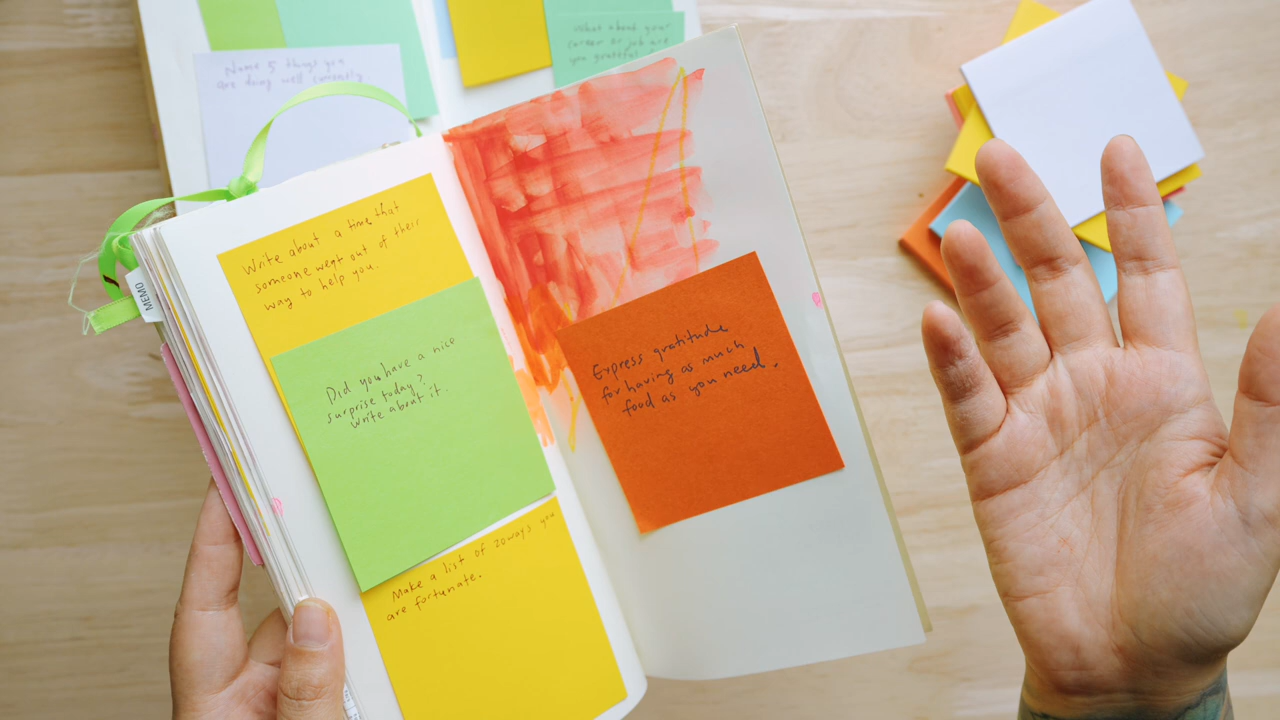 Name 5 things you
are doing well currently.
What about your
career or job are
you grateful
MEMO
Write about a time that
someone went out of their
way to help you.
Did you have a nice
surprise today?
Write about it.
Make a list of 20 ways you
are fortunate.
Express gratitude
for having as much
food as you need.